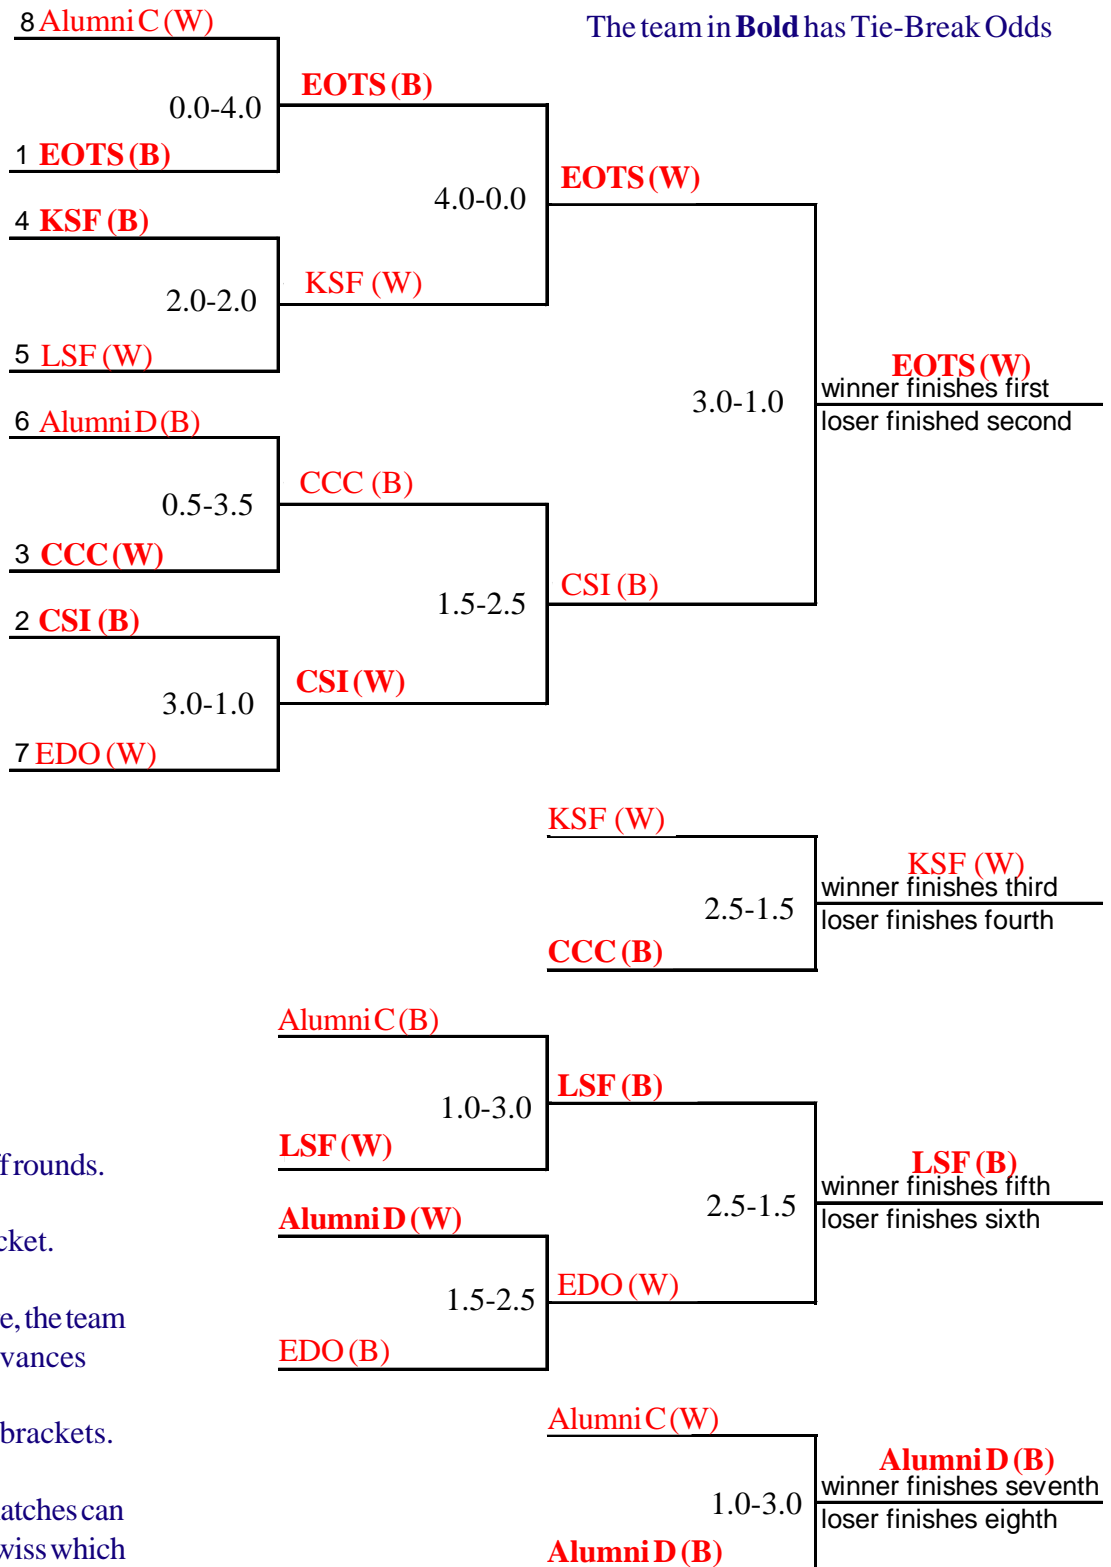 8 Alumni C (W)
The team in Bold has Tie-Break Odds
EOTS (B)
0.0-4.0
1 EOTS (B)
EOTS (W)
4.0-0.0
4 KSF (B)
KSF (W)
2.0-2.0
5 LSF (W)
EOTS (W)
winner finishes first
3.0-1.0
loser finished second
6 Alumni D (B)
CCC (B)
0.5-3.5
3 CCC (W)
CSI (B)
1.5-2.5
2 CSI (B)
CSI (W)
3.0-1.0
7 EDO (W)
KSF (W)
KSF (W)
winner finishes third
2.5-1.5
loser finishes fourth
CCC (B)
Alumni C (B)
LSF (B)
1.0-3.0
LSF (W)
ff rounds.
LSF (B)
winner finishes fifth
2.5-1.5
loser finishes sixth
Alumni D (W)
cket.
EDO (W)
1.5-2.5
re, the team
EDO (B)
vances
Alumni C (W)
brackets.
Alumni D (B)
winner finishes seventh
1.0-3.0
loser finishes eighth
natches can
Alumni D (B)
wiss which